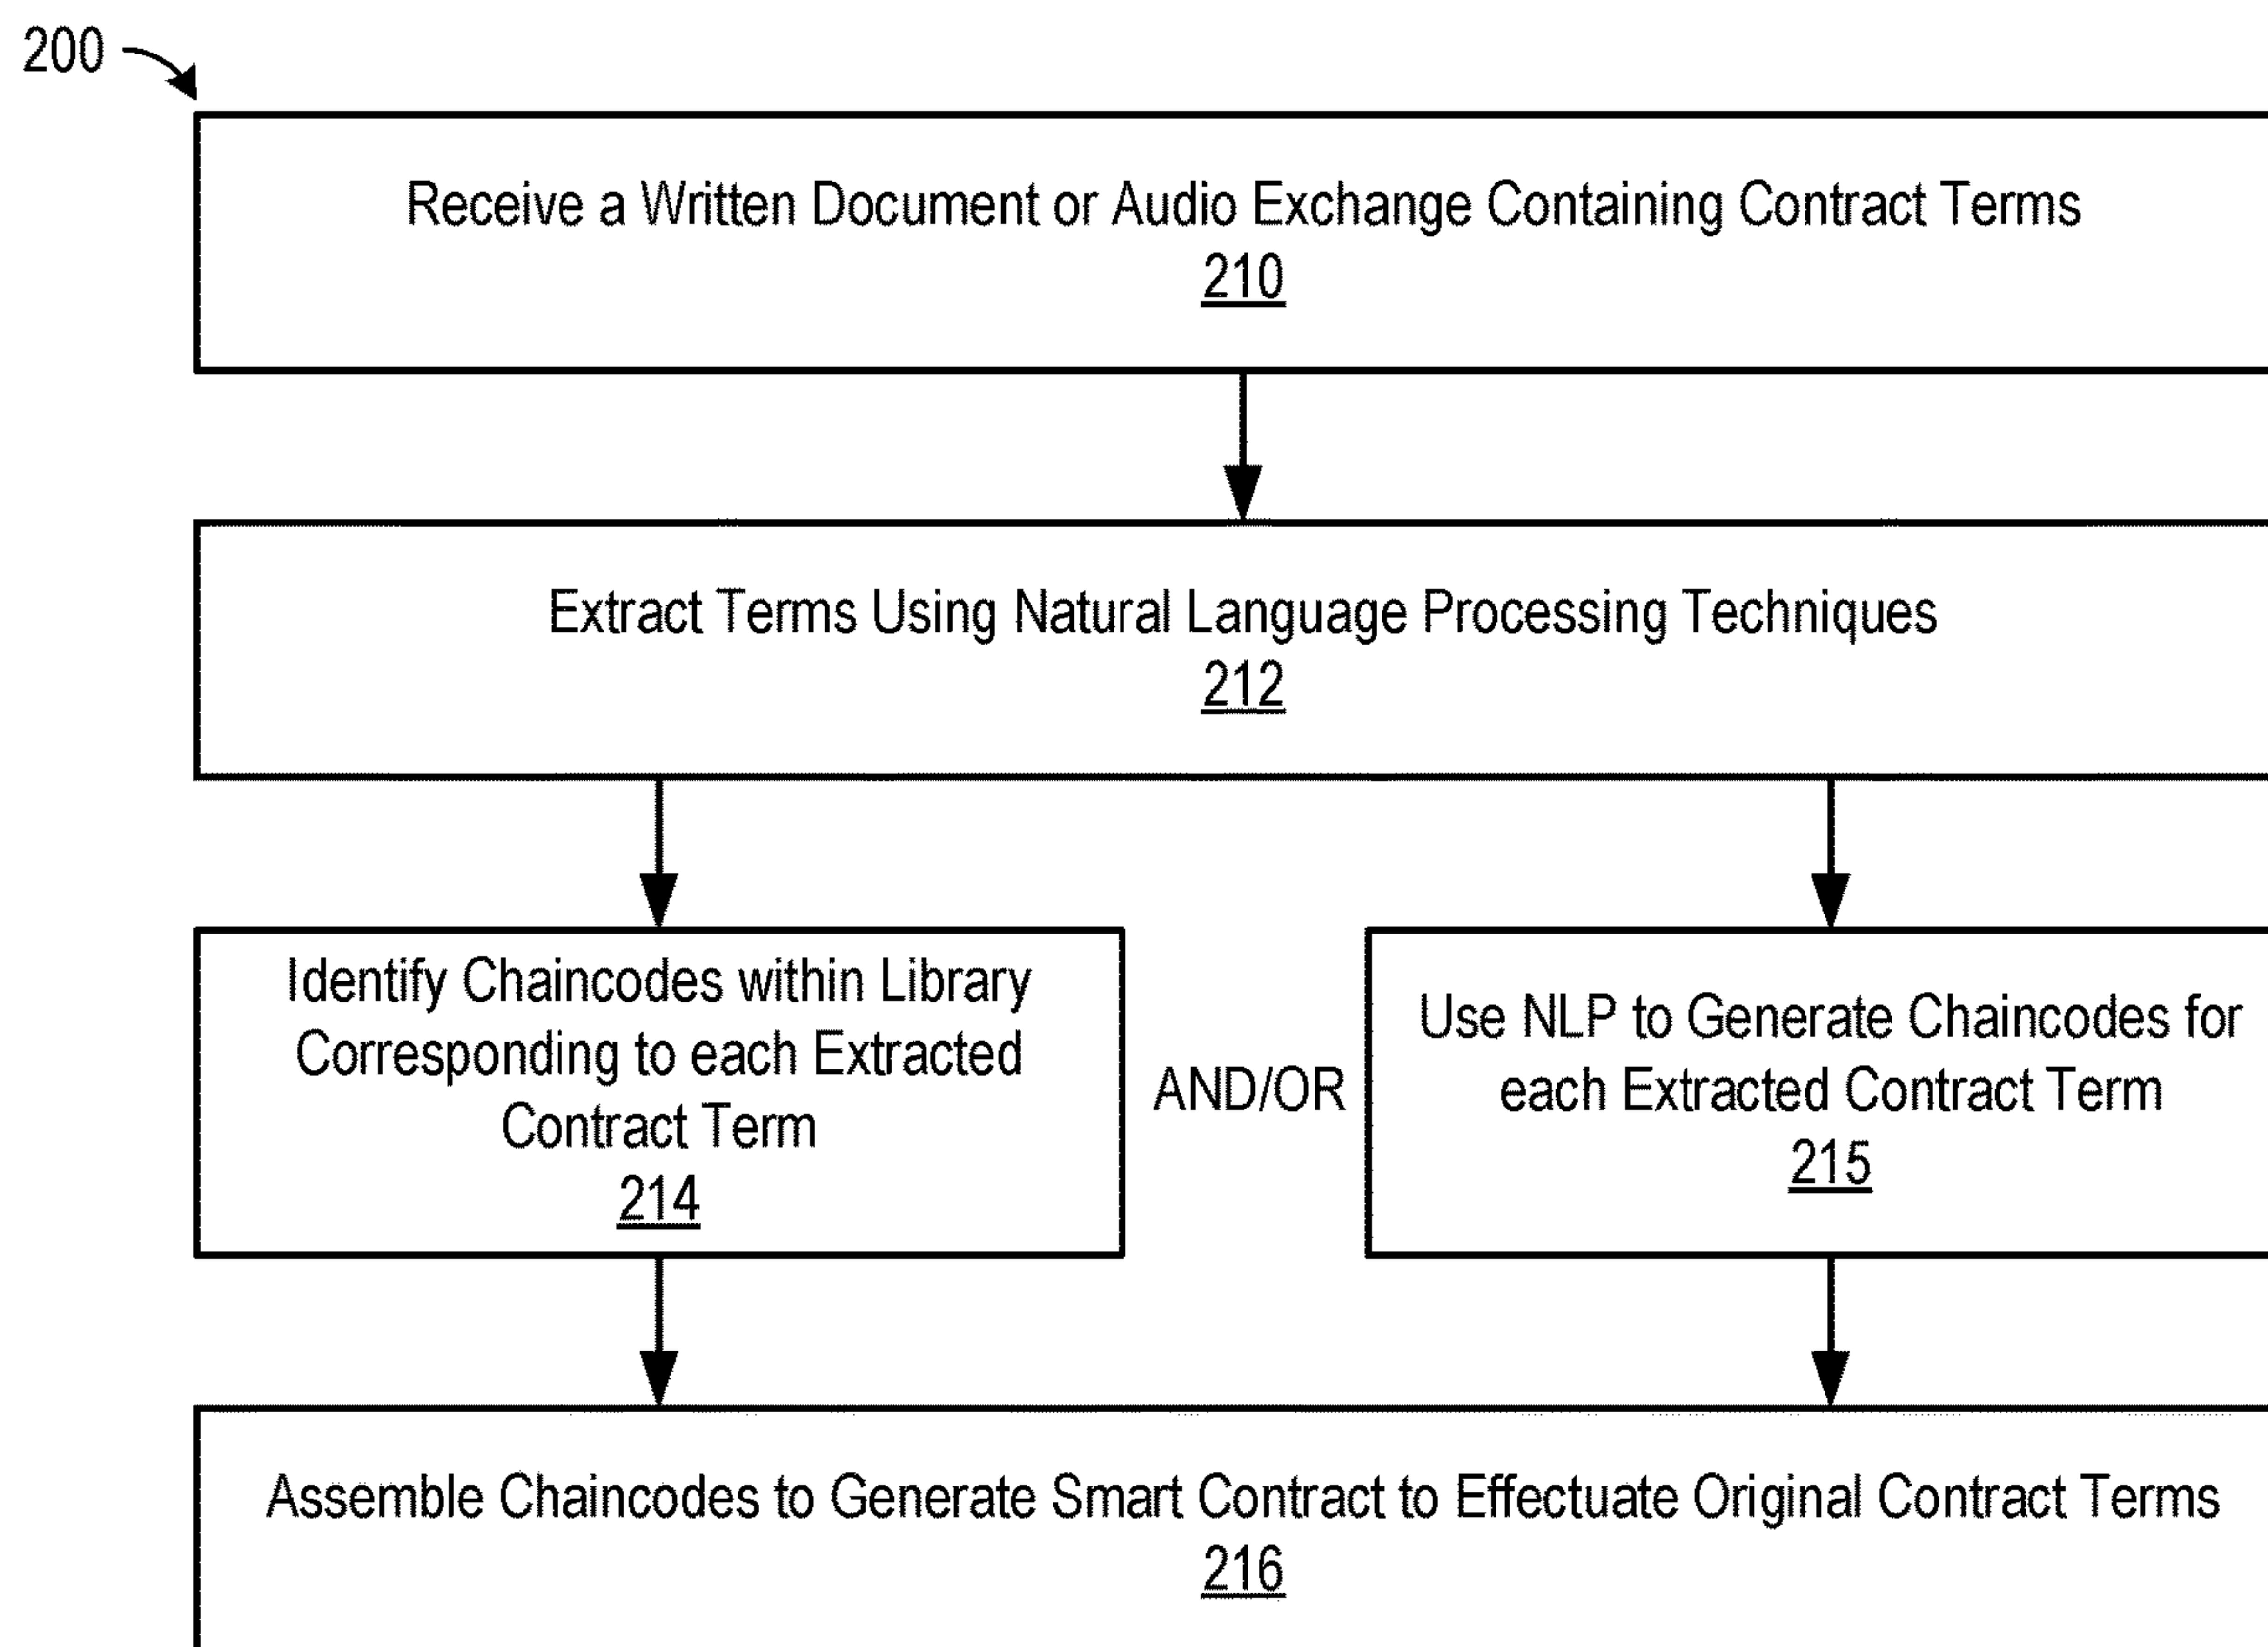 200
Receive a Written Document or Audio Exchange Containing Contract Terms
210
Extract Terms Using Natural Language Processing Techniques
212
Identify Chaincodes within Library
Corresponding to each Extracted
Contract Term
214
AND/OR
Use NLP to Generate Chaincodes for
each Extracted Contract Term
215
Assemble Chaincodes to Generate Smart Contract to Effectuate Original Contract Terms
216